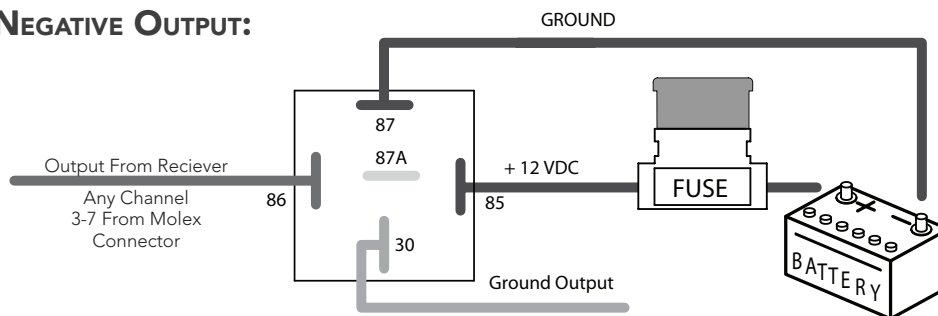 NEGATIVE OUTPUT:
GROUND
87
87A
Output From Reciever
Any Channel
3-7 From Molex
Connector
86
+ 12 VDC
85
FUSE
30
Ground Output
+ -
BATTERY